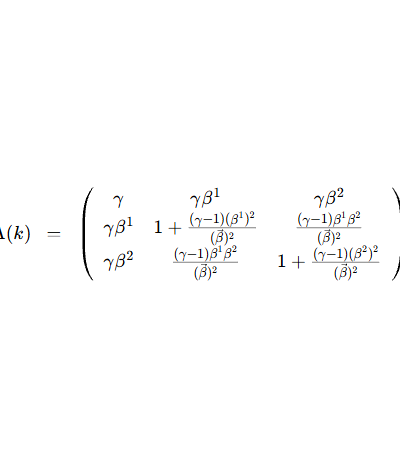 Λ(k) = ( γ γβ¹ γβ²
γβ¹ 1 + (γ−1)(β¹)²/(β⃗)² (γ−1)β¹β²/(β⃗)²
γβ² (γ−1)β¹β²/(β⃗)² 1 + (γ−1)(β²)²/(β⃗)² )